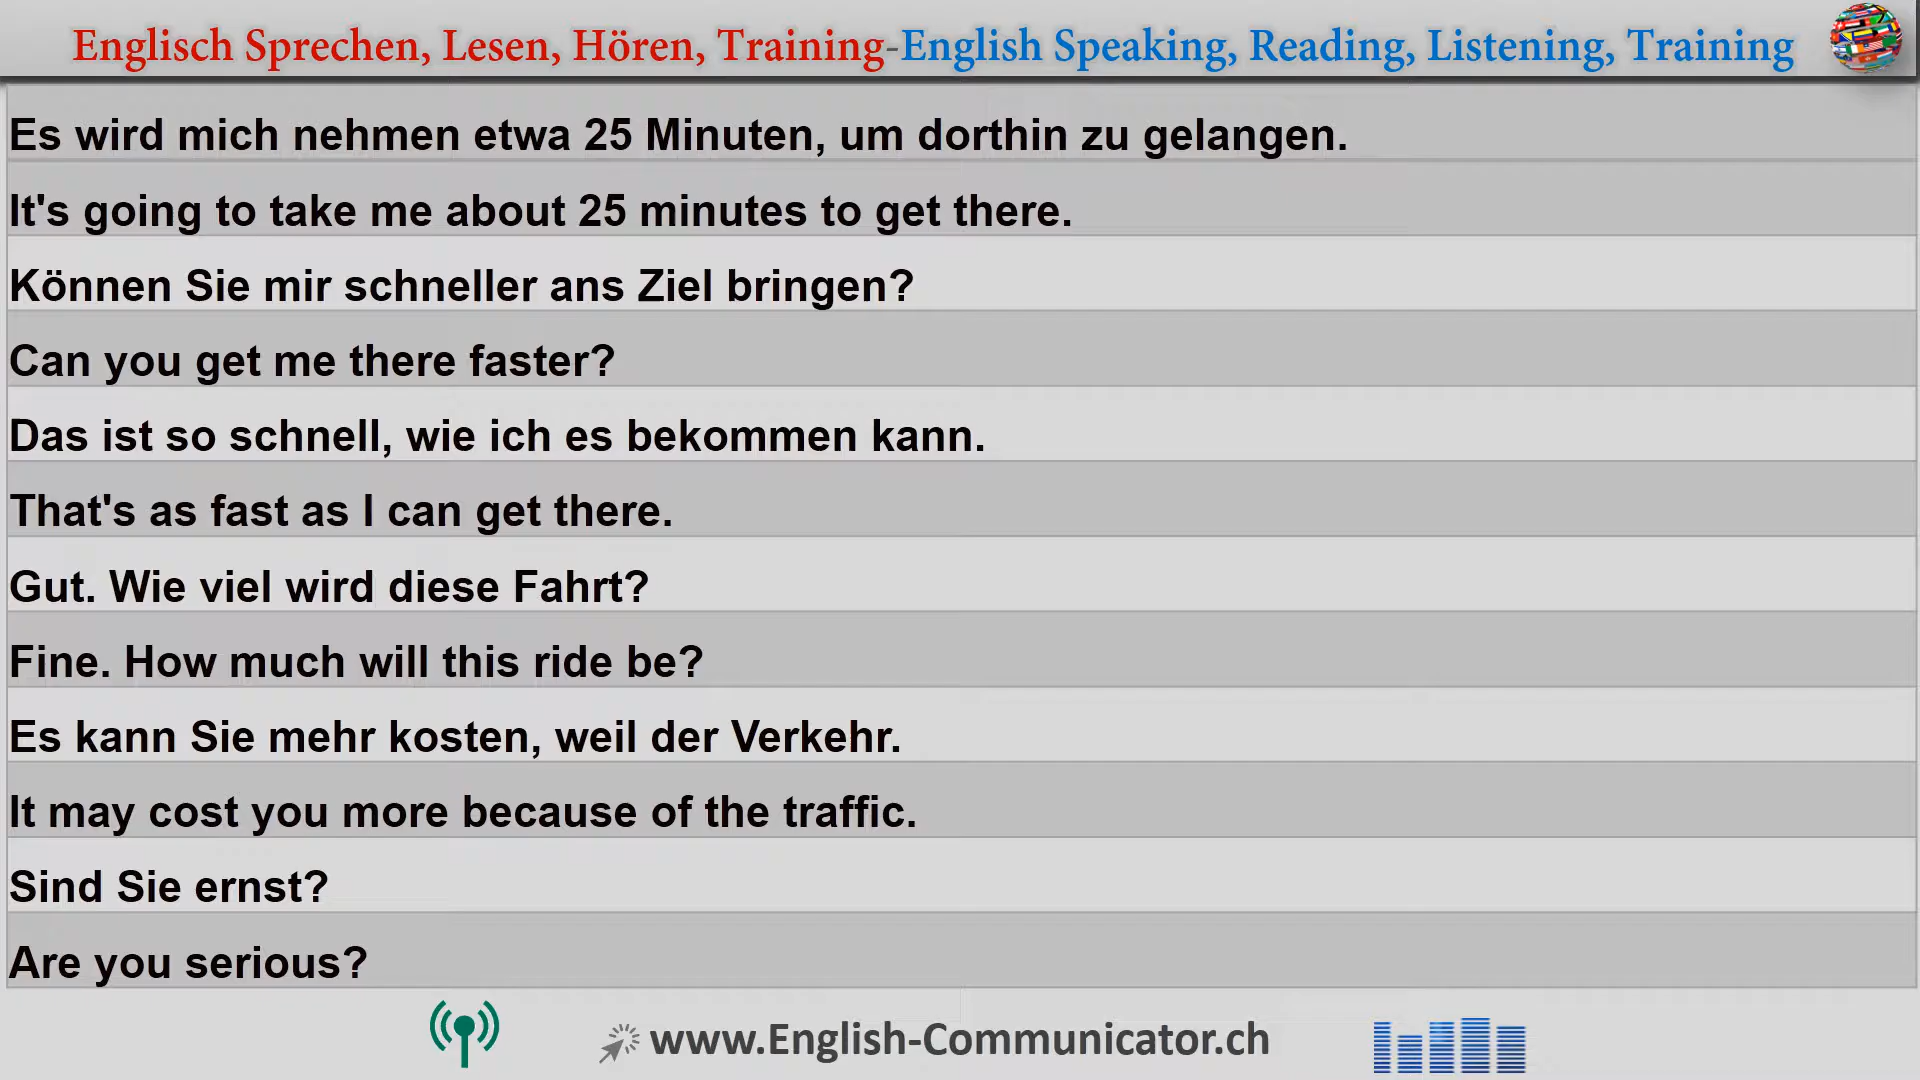 Englisch Sprechen, Lesen, Hören, Training-English Speaking, Reading, Listening, Training
Es wird mich nehmen etwa 25 Minuten, um dorthin zu gelangen.
It's going to take me about 25 minutes to get there.
Können Sie mir schneller ans Ziel bringen?
Can you get me there faster?
Das ist so schnell, wie ich es bekommen kann.
That's as fast as I can get there.
Gut. Wie viel wird diese Fahrt?
Fine. How much will this ride be?
Es kann Sie mehr kosten, weil der Verkehr.
It may cost you more because of the traffic.
Sind Sie ernst?
Are you serious?
www.English-Communicator.ch